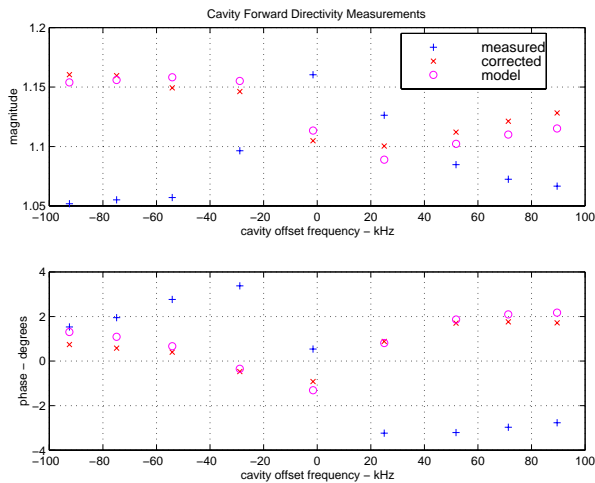 Cavity Forward Directivity Measurements
1.2
1.15
1.1
1.05
magnitude
measured
corrected
model
−100 −80 −60 −40 −20 0 20 40 60 80 100
cavity offset frequency − kHz
4
2
0
−2
−4
phase − degrees
−100 −80 −60 −40 −20 0 20 40 60 80 100
cavity offset frequency − kHz